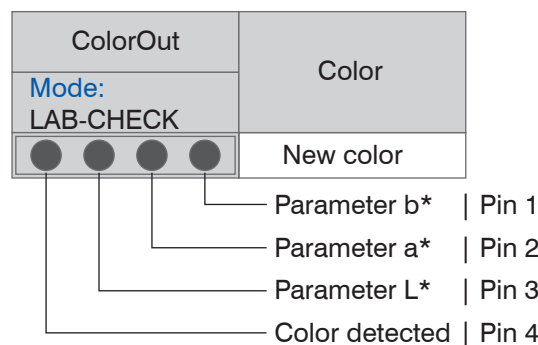 ColorOut
Color
Mode:
LAB-CHECK
New color
Parameter b* | Pin 1
Parameter a* | Pin 2
Parameter L* | Pin 3
Color detected | Pin 4